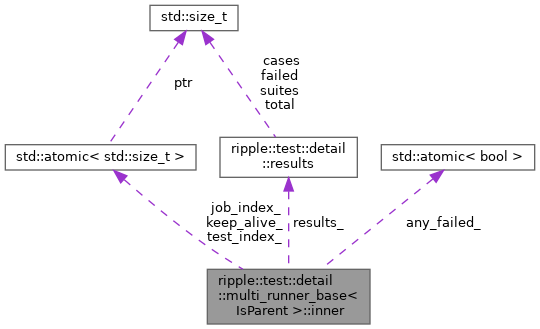 std::size_t
ptr
cases
failed
suites
total
std::atomic< std::size_t >
ripple::test::detail
::results
std::atomic< bool >
job_index_
keep_alive_
test_index_
results_
any_failed_
ripple::test::detail
::multi_runner_base<
IsParent >::inner